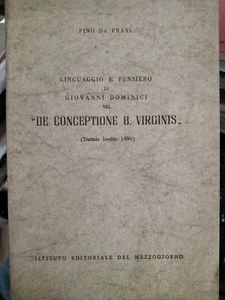 PINO DA PRATI
LINGUAGGIO E PENSIERO
DI
GIOVANNI DOMINICI
NEL
"DE CONCEPTIONE B. VIRGINIS„
(Trattato Inedito 1390)
ISTITUTO EDITORIALE DEL MEZZOGIORNO